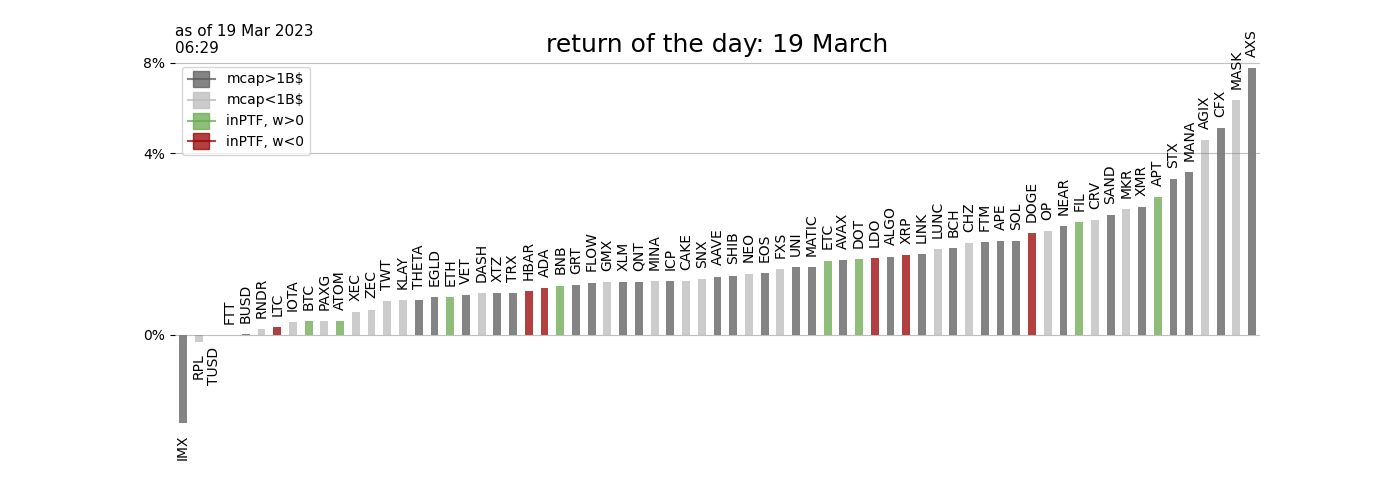 as of 19 Mar 2023
06:29
return of the day: 19 March
8%
4%
0%
mcap>1B$
mcap<1B$
inPTF, w>0
inPTF, w<0
IMX
RPL
TUSD
FTT
BUSD
RNDR
LTC
IOTA
BTC
PAXG
ATOM
XEC
ZEC
TWT
KLAY
THETA
EGLD
ETH
VET
DASH
XTZ
TRX
HBAR
ADA
BNB
GRT
FLOW
GMX
XLM
QNT
MINA
ICP
CAKE
SNX
AAVE
SHIB
NEO
EOS
FXS
UNI
MATIC
ETC
AVAX
DOT
LDO
ALGO
XRP
LINK
LUNC
BCH
CHZ
FTM
APE
SOL
DOGE
OP
NEAR
FIL
CRV
SAND
MKR
XMR
APT
STX
MANA
AGIX
CFX
MASK
AXS